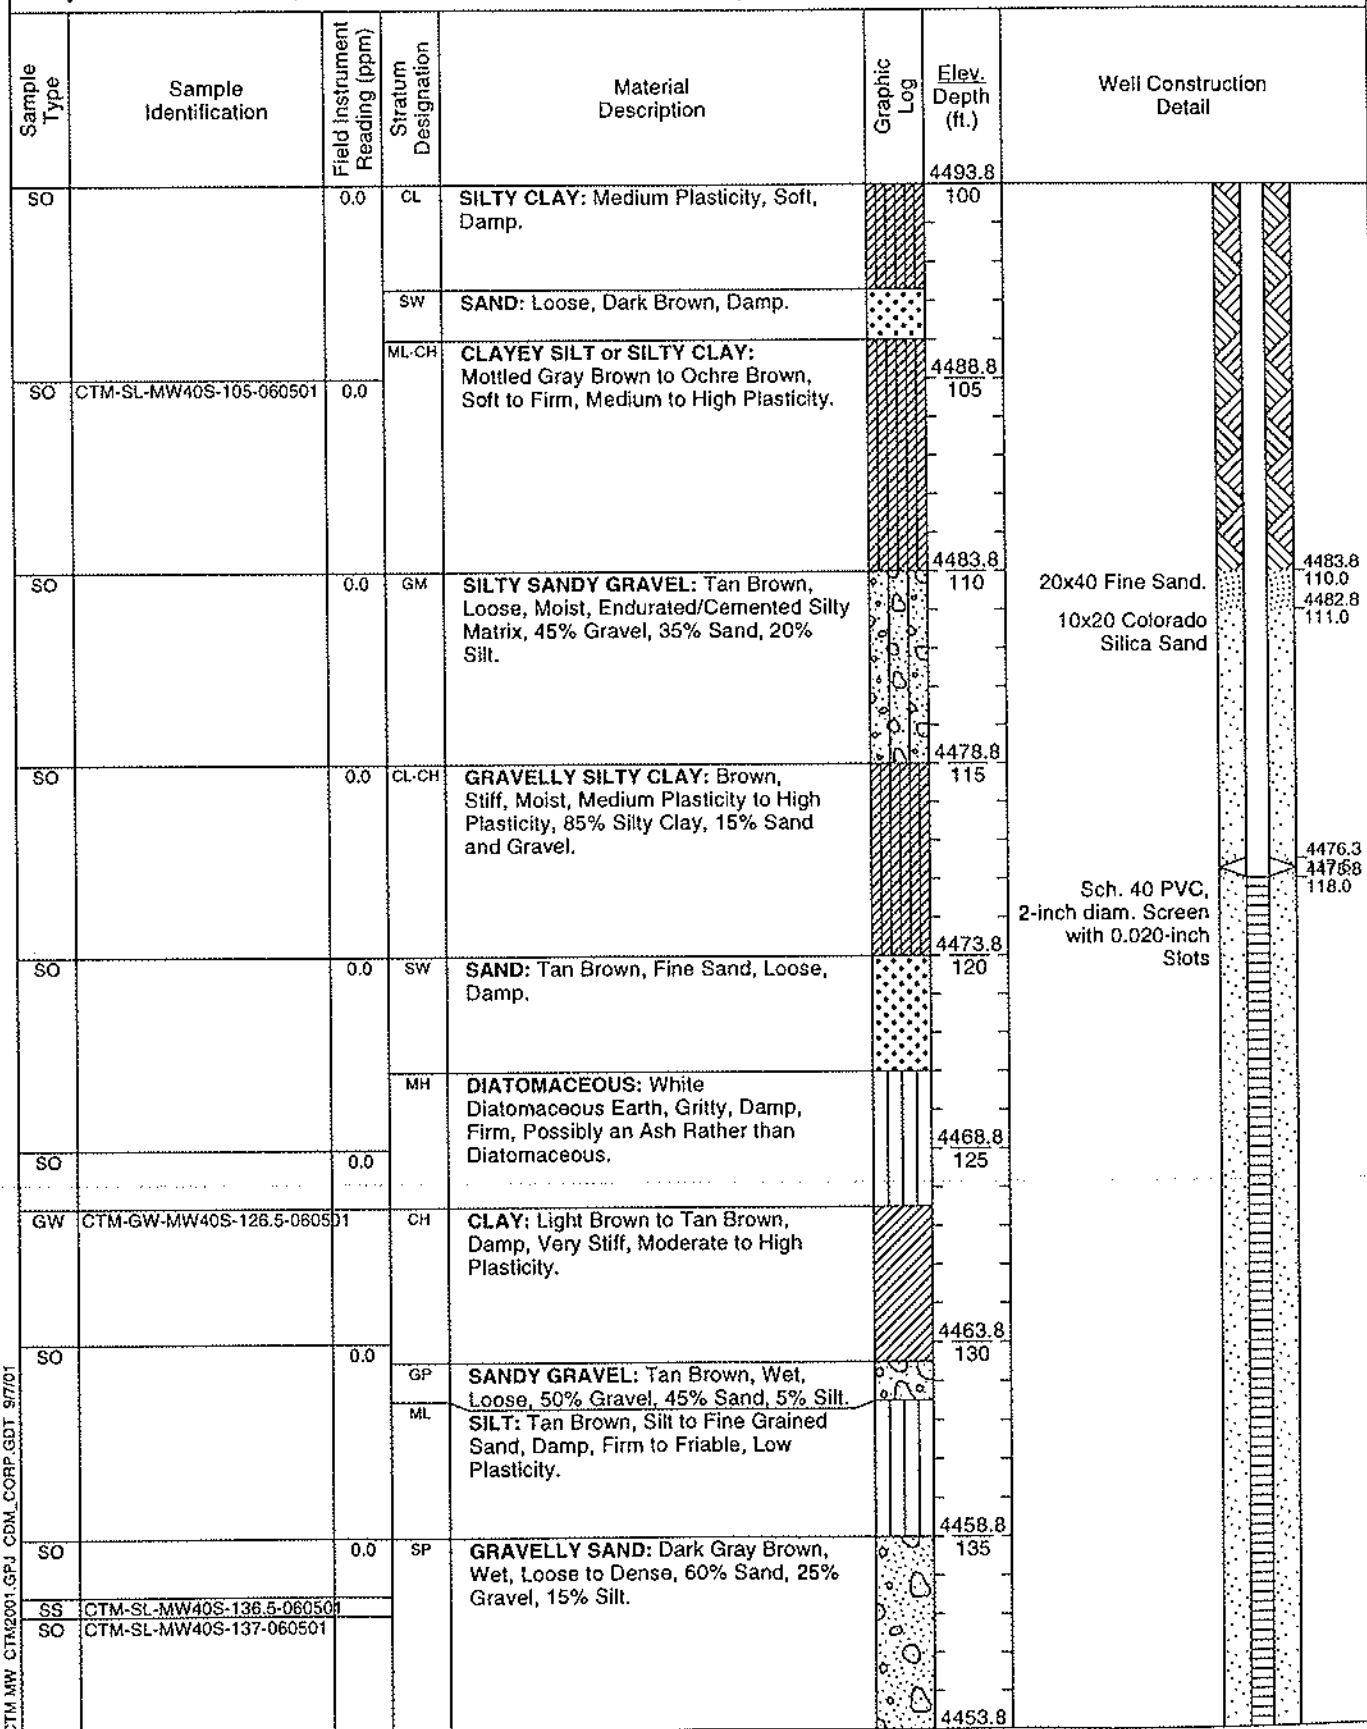 Sample
Type
Sample
Identification
Field Instrument
Reading (ppm)
Stratum
Designation
Material
Description
Graphic
Log
Elev.
Depth
(ft.)
Well Construction
Detail
4493.8
SO 0.0 CL SILTY CLAY: Medium Plasticity, Soft, 100
Damp.
SW SAND: Loose, Dark Brown, Damp.
ML-CH CLAYEY SILT or SILTY CLAY:
Mottled Gray Brown to Ochre Brown, 4488.8
SO CTM-SL-MW40S-105-060501 0.0 Soft to Firm, Medium to High Plasticity. 105
4483.8 4483.8
SO 0.0 GM SILTY SANDY GRAVEL: Tan Brown, 110 20x40 Fine Sand. 110.0
Loose, Moist, Endurated/Cemented Silty 4482.8
Matrix, 45% Gravel, 35% Sand, 20% 10x20 Colorado 111.0
Silt. Silica Sand
4478.8
SO 0.0 CL-CH GRAVELLY SILTY CLAY: Brown, 115
Stiff, Moist, Medium Plasticity to High
Plasticity, 85% Silty Clay, 15% Sand
and Gravel. 4476.3
Sch. 40 PVC, 118.0
2-inch diam. Screen
with 0.020-inch
4473.8 Slots
SO 0.0 SW SAND: Tan Brown, Fine Sand, Loose, 120
Damp.
MH DIATOMACEOUS: White
Diatomaceous Earth, Gritty, Damp,
Firm, Possibly an Ash Rather than 4468.8
SO 0.0 Diatomaceous. 125
GW CTM-GW-MW40S-126.5-060501 CH CLAY: Light Brown to Tan Brown,
Damp, Very Stiff, Moderate to High
Plasticity.
4463.8
SO 0.0 130
GP SANDY GRAVEL: Tan Brown, Wet,
Loose, 50% Gravel, 45% Sand, 5% Silt.
ML SILT: Tan Brown, Silt to Fine Grained
Sand, Damp, Firm to Friable, Low
Plasticity.
4458.8
SO 0.0 SP GRAVELLY SAND: Dark Gray Brown, 135
Wet, Loose to Dense, 60% Sand, 25%
Gravel, 15% Silt.
SS CTM-SL-MW40S-136.5-060501
SO CTM-SL-MW40S-137-060501
4453.8
CTM MW CTM2001.GPJ CDM_CORP.GDT 9/7/01